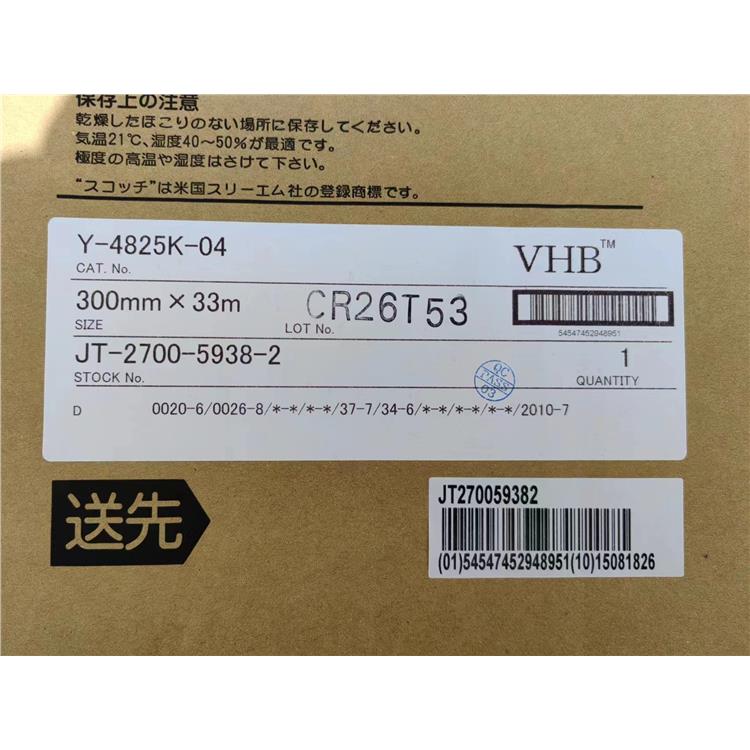 保存上の注意
乾燥したほこりのない場所に保存してください。
気温21℃、湿度40～50%が最適です。
極度の高温や湿度はさけて下さい。
“スコッチ”は米国スリーエム社の登録商標です。
Y-4825K-04
CAT. No.
VHB™
300mm × 33m
SIZE
LOT No.
CR26T53
54547452948951
JT-2700-5938-2
STOCK No.
QC
PASS
03
1
QUANTITY
D 0020-6/0026-8/*-*/*-*/37-7/34-6/*-*/*-*/*-*/2010-7
送先
JT270059382
(01)54547452948951(10)15081826